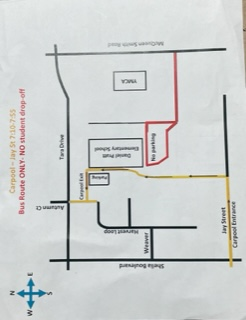 Carpool - Jay St 7:10-7:55
Bus Route ONLY- NO student drop-off
McQueen Smith Road
YMCA
Daniel Pratt
Elementary School
No parking
Tara Drive
Carpool Exit
Parking
Autumn Ct
Harvest Loop
Weaver
Jay Street
Carpool Entrance
Sheila Boulevard
N
E
S
W